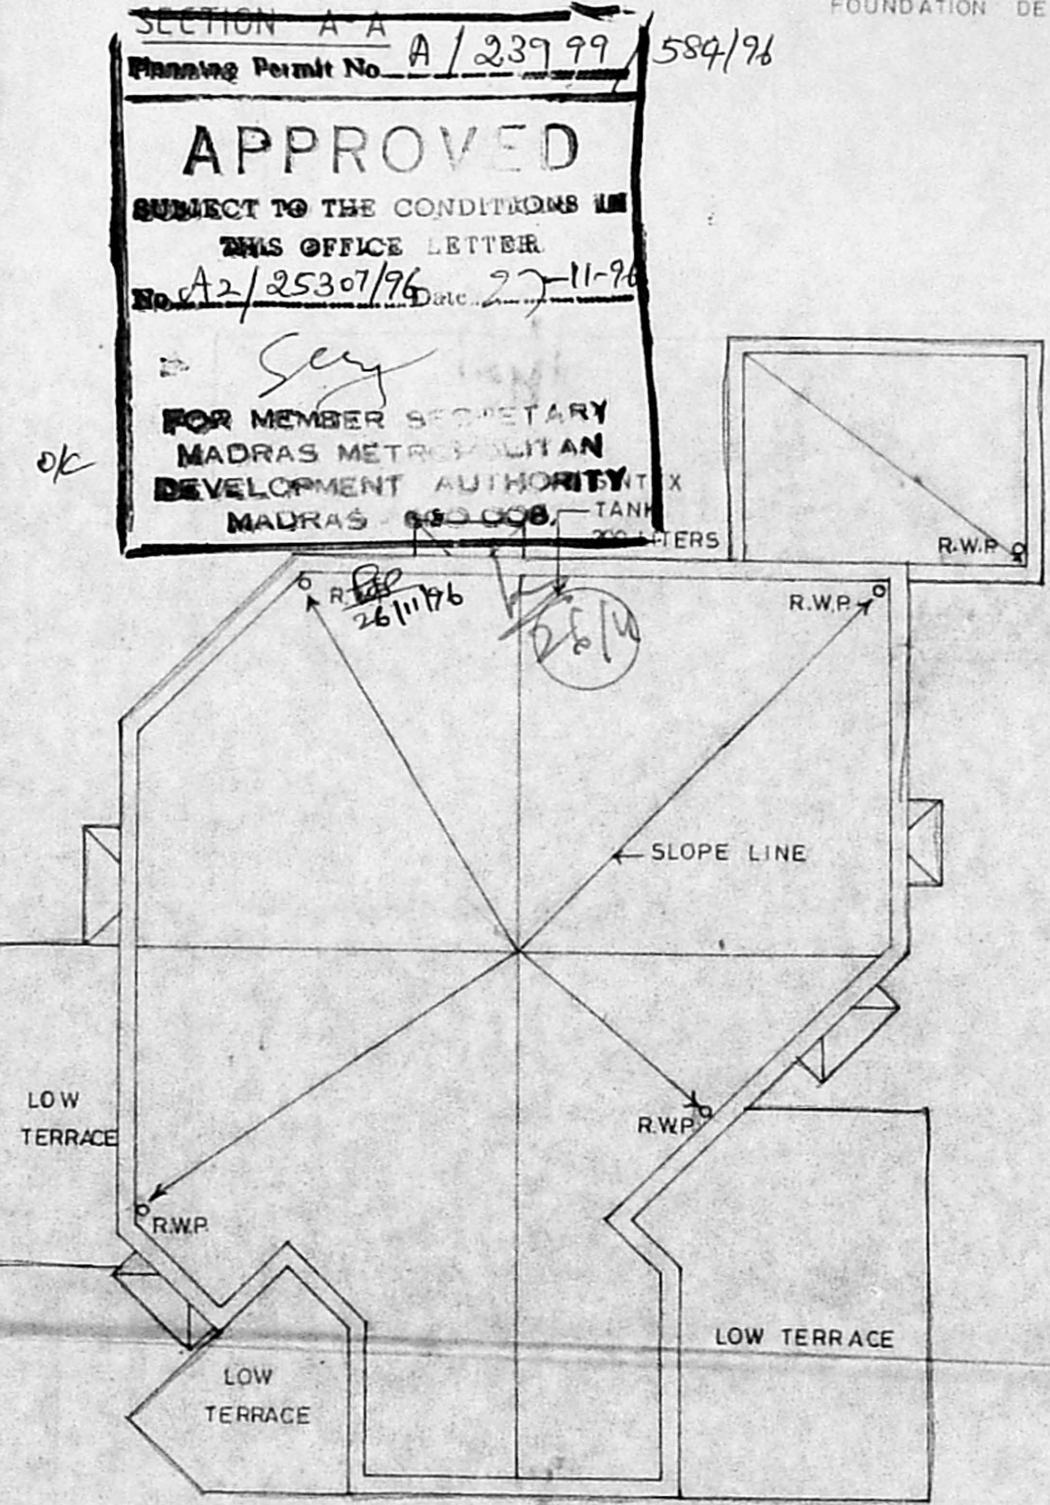 FOUNDATION DE
SECTION A-A
Planning Permit No. A / 23999 / 584/96
APPROVED
SUBJECT TO THE CONDITIONS IN
THIS OFFICE LETTER
No. A2/25307/96 Date 27-11-96
FOR MEMBER SECRETARY
MADRAS METROPOLITAN
o/c
DEVELOPMENT AUTHORITY
MADRAS 600 008.
TANK
LITERS
R.W.P.
R.W.P.
26/11/96
SLOPE LINE
LOW
TERRACE
R.W.P.
R.W.P.
LOW TERRACE
LOW
TERRACE